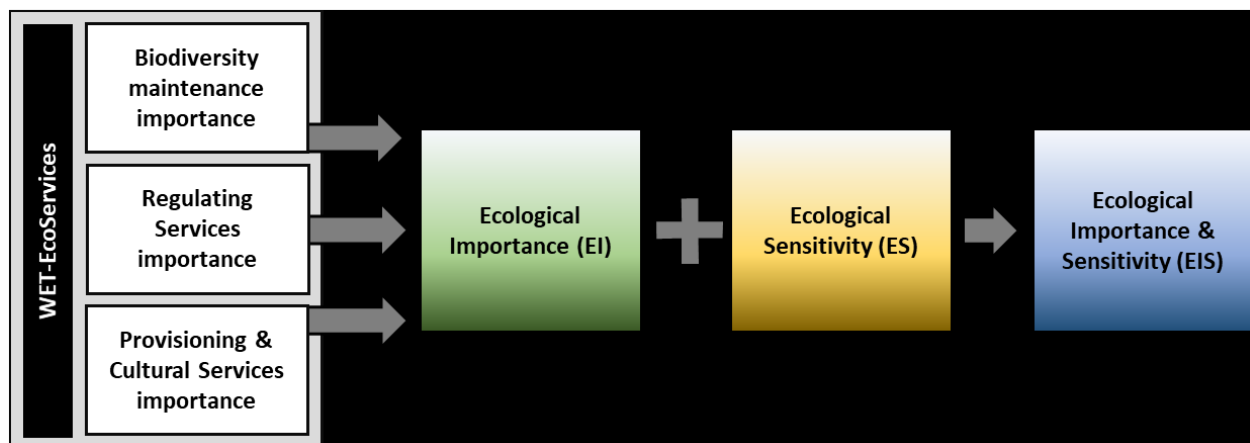 WET-EcoServices
Biodiversity
maintenance
importance
Regulating
Services
importance
Provisioning &
Cultural Services
importance
Ecological
Importance (EI)
Ecological
Sensitivity (ES)
Ecological
Importance &
Sensitivity (EIS)